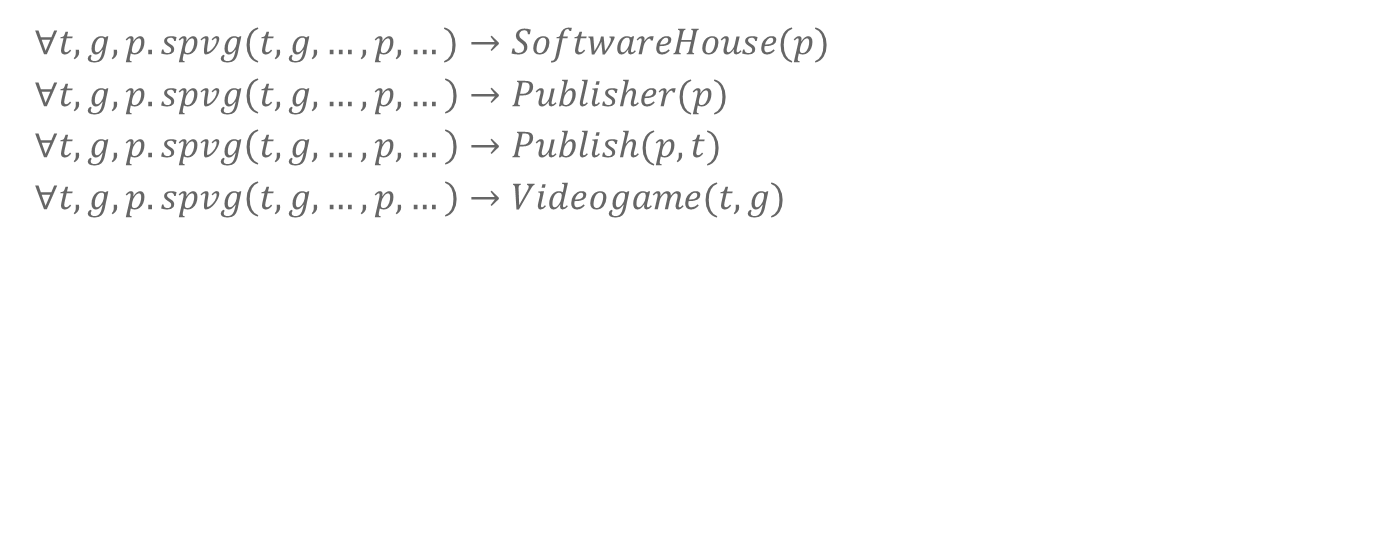 ∀t, g, p. spvg(t, g, … , p, … ) → SoftwareHouse(p)
∀t, g, p. spvg(t, g, … , p, … ) → Publisher(p)
∀t, g, p. spvg(t, g, … , p, … ) → Publish(p, t)
∀t, g, p. spvg(t, g, … , p, … ) → Videogame(t, g)